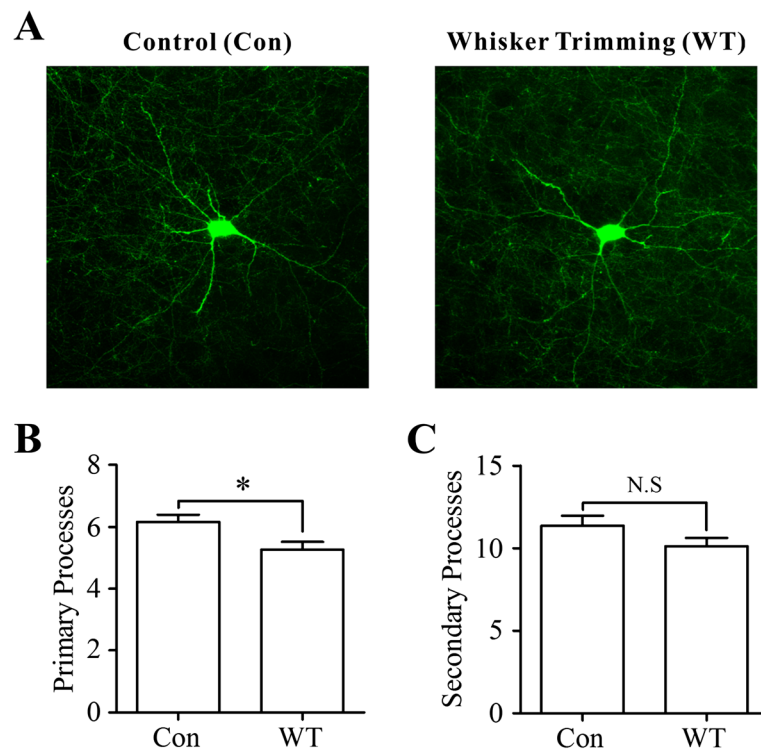 A
Control (Con)
Whisker Trimming (WT)
B
Primary Processes
8
6
4
2
0
*
Con
WT
C
Secondary Processes
15
10
5
0
N.S
Con
WT